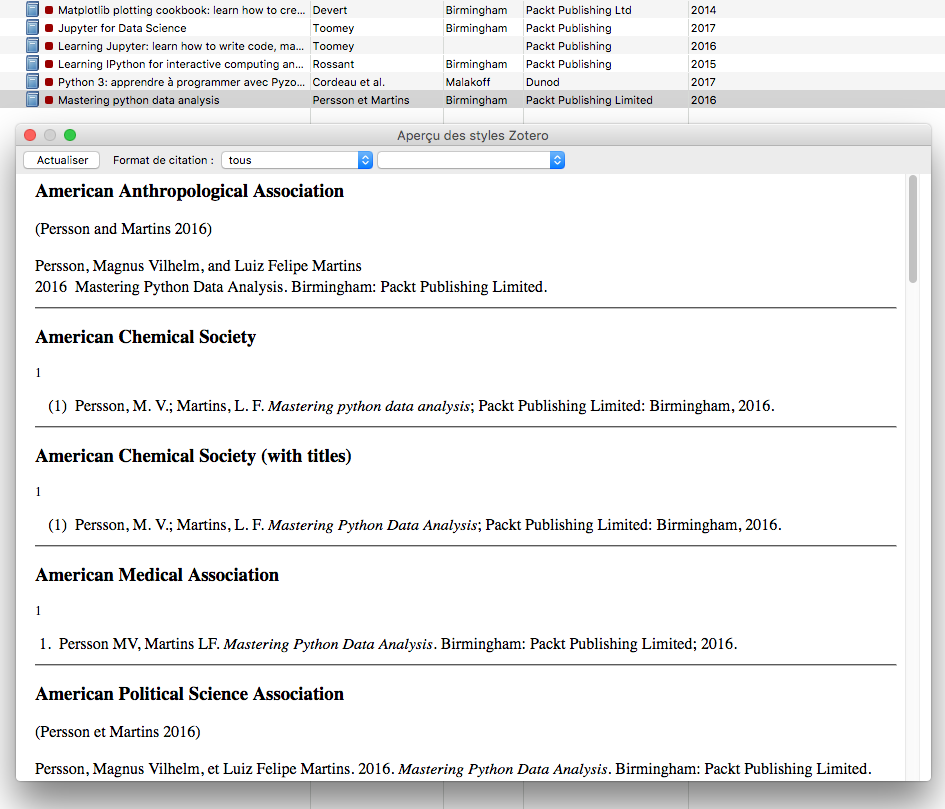 Matplotlib plotting cookbook: learn how to cre... Devert Birmingham Packt Publishing Ltd 2014
Jupyter for Data Science Toomey Birmingham Packt Publishing 2017
Learning Jupyter: learn how to write code, ma... Toomey Packt Publishing 2016
Learning IPython for interactive computing an... Rossant Birmingham Packt Publishing 2015
Python 3: apprendre à programmer avec Pyzo... Cordeau et al. Malakoff Dunod 2017
Mastering python data analysis Persson et Martins Birmingham Packt Publishing Limited 2016
Aperçu des styles Zotero
Actualiser Format de citation : tous
American Anthropological Association
(Persson and Martins 2016)
Persson, Magnus Vilhelm, and Luiz Felipe Martins
2016 Mastering Python Data Analysis. Birmingham: Packt Publishing Limited.
American Chemical Society
1
(1) Persson, M. V.; Martins, L. F. Mastering python data analysis; Packt Publishing Limited: Birmingham, 2016.
American Chemical Society (with titles)
1
(1) Persson, M. V.; Martins, L. F. Mastering Python Data Analysis; Packt Publishing Limited: Birmingham, 2016.
American Medical Association
1
1. Persson MV, Martins LF. Mastering Python Data Analysis. Birmingham: Packt Publishing Limited; 2016.
American Political Science Association
(Persson et Martins 2016)
Persson, Magnus Vilhelm, et Luiz Felipe Martins. 2016. Mastering Python Data Analysis. Birmingham: Packt Publishing Limited.